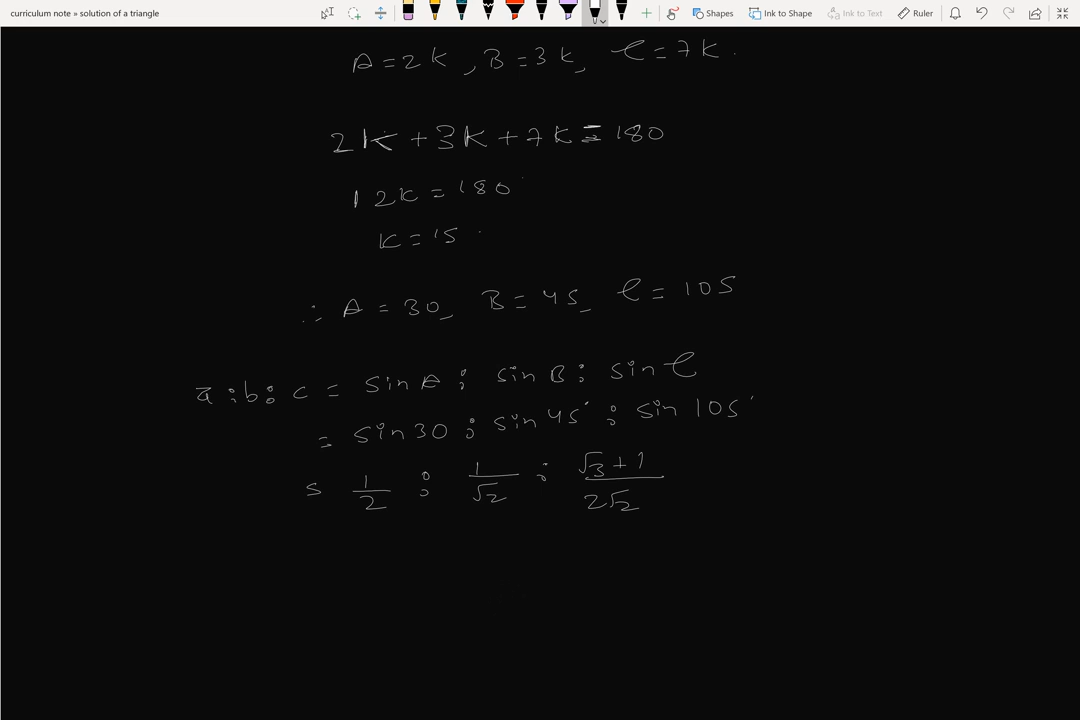 curriculum note » solution of a triangle
Shapes Ink to Shape Ink to Text Ruler
A = 2K, B = 3K, C = 7K.
2K + 3K + 7K = 180
12K = 180
K = 15.
∴ A = 30, B = 45, C = 105
a : b : c = sin A : sin B : sin C
= sin 30 : sin 45° : sin 105°
= 1/2 : 1/√2 : (√3 + 1)/2√2